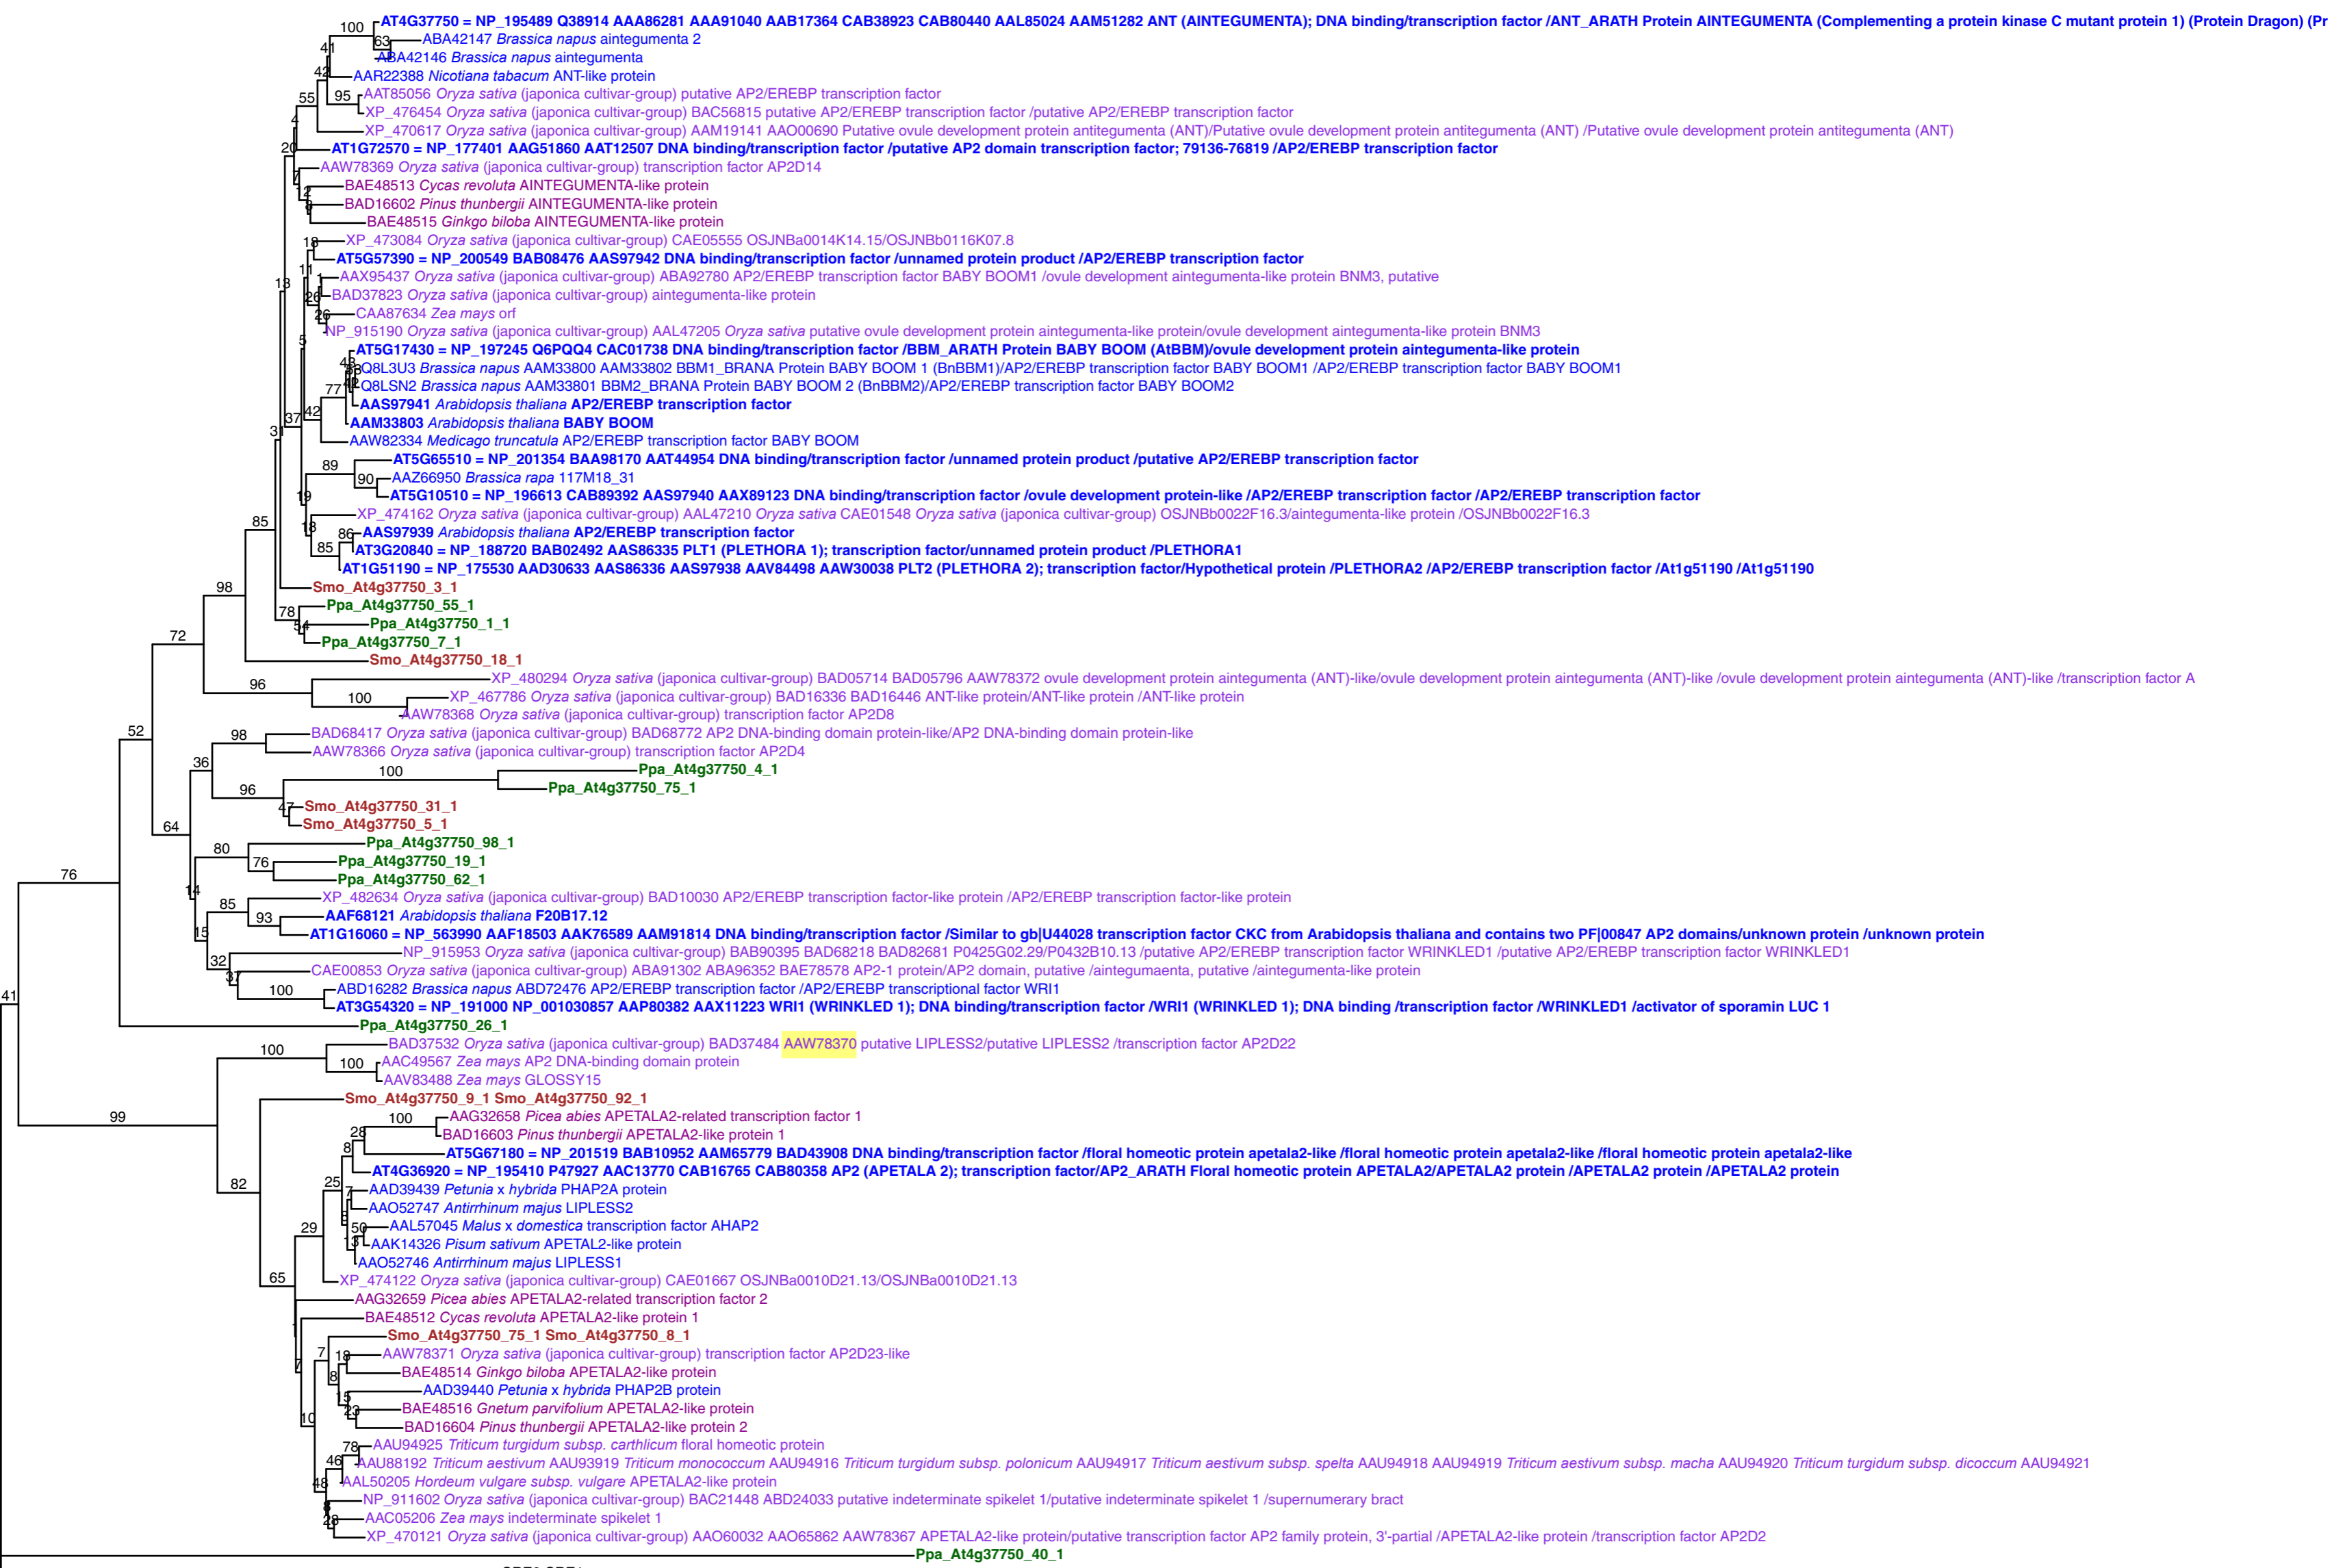 AT4G37750 = NP_195489 Q38914 AAA86281 AAA91040 AAB17364 CAB38923 CAB80440 AAL85024 AAM51282 ANT (AINTEGUMENTA); DNA binding/transcription factor /ANT_ARATH Protein AINTEGUMENTA (Complementing a protein kinase C mutant protein 1) (Protein Dragon) (Pr
100
63 ABA42147 Brassica napus aintegumenta 2
41
ABA42146 Brassica napus aintegumenta
42 AAR22388 Nicotiana tabacum ANT-like protein
55 95 AAT85056 Oryza sativa (japonica cultivar-group) putative AP2/EREBP transcription factor
XP_476454 Oryza sativa (japonica cultivar-group) BAC56815 putative AP2/EREBP transcription factor /putative AP2/EREBP transcription factor
4 XP_470617 Oryza sativa (japonica cultivar-group) AAM19141 AAO00690 Putative ovule development protein antitegumenta (ANT)/Putative ovule development protein antitegumenta (ANT) /Putative ovule development protein antitegumenta (ANT)
20 AT1G72570 = NP_177401 AAG51860 AAT12507 DNA binding/transcription factor /putative AP2 domain transcription factor; 79136-76819 /AP2/EREBP transcription factor
AAW78369 Oryza sativa (japonica cultivar-group) transcription factor AP2D14
7
12 BAE48513 Cycas revoluta AINTEGUMENTA-like protein
BAD16602 Pinus thunbergii AINTEGUMENTA-like protein
BAE48515 Ginkgo biloba AINTEGUMENTA-like protein
18 XP_473084 Oryza sativa (japonica cultivar-group) CAE05555 OSJNBa0014K14.15/OSJNBb0116K07.8
AT5G57390 = NP_200549 BAB08476 AAS97942 DNA binding/transcription factor /unnamed protein product /AP2/EREBP transcription factor
13 11 AAX95437 Oryza sativa (japonica cultivar-group) ABA92780 AP2/EREBP transcription factor BABY BOOM1 /ovule development aintegumenta-like protein BNM3, putative
26 BAD37823 Oryza sativa (japonica cultivar-group) aintegumenta-like protein
26 CAA87634 Zea mays orf
NP_915190 Oryza sativa (japonica cultivar-group) AAL47205 Oryza sativa putative ovule development protein aintegumenta-like protein/ovule development aintegumenta-like protein BNM3
5 AT5G17430 = NP_197245 Q6PQQ4 CAC01738 DNA binding/transcription factor /BBM_ARATH Protein BABY BOOM (AtBBM)/ovule development protein aintegumenta-like protein
Q8L3U3 Brassica napus AAM33800 AAM33802 BBM1_BRANA Protein BABY BOOM 1 (BnBBM1)/AP2/EREBP transcription factor BABY BOOM1 /AP2/EREBP transcription factor BABY BOOM1
77 Q8LSN2 Brassica napus AAM33801 BBM2_BRANA Protein BABY BOOM 2 (BnBBM2)/AP2/EREBP transcription factor BABY BOOM2
AAS97941 Arabidopsis thaliana AP2/EREBP transcription factor
37 42 AAM33803 Arabidopsis thaliana BABY BOOM
31 AAW82334 Medicago truncatula AP2/EREBP transcription factor BABY BOOM
89 AT5G65510 = NP_201354 BAA98170 AAT44954 DNA binding/transcription factor /unnamed protein product /putative AP2/EREBP transcription factor
90 AAZ66950 Brassica rapa 117M18_31
19 AT5G10510 = NP_196613 CAB89392 AAS97940 AAX89123 DNA binding/transcription factor /ovule development protein-like /AP2/EREBP transcription factor /AP2/EREBP transcription factor
85 18 XP_474162 Oryza sativa (japonica cultivar-group) AAL47210 Oryza sativa CAE01548 Oryza sativa (japonica cultivar-group) OSJNBb0022F16.3/aintegumenta-like protein /OSJNBb0022F16.3
86 AAS97939 Arabidopsis thaliana AP2/EREBP transcription factor
85 AT3G20840 = NP_188720 BAB02492 AAS86335 PLT1 (PLETHORA 1); transcription factor/unnamed protein product /PLETHORA1
AT1G51190 = NP_175530 AAD30633 AAS86336 AAS97938 AAV84498 AAW30038 PLT2 (PLETHORA 2); transcription factor/Hypothetical protein /PLETHORA2 /AP2/EREBP transcription factor /At1g51190 /At1g51190
98 Smo_At4g37750_3_1
78 Ppa_At4g37750_55_1
54 Ppa_At4g37750_1_1
72 Ppa_At4g37750_7_1
Smo_At4g37750_18_1
96 XP_480294 Oryza sativa (japonica cultivar-group) BAD05714 BAD05796 AAW78372 ovule development protein aintegumenta (ANT)-like/ovule development protein aintegumenta (ANT)-like /ovule development protein aintegumenta (ANT)-like /transcription factor A
100 XP_467786 Oryza sativa (japonica cultivar-group) BAD16336 BAD16446 ANT-like protein/ANT-like protein /ANT-like protein
AAW78368 Oryza sativa (japonica cultivar-group) transcription factor AP2D8
52 98 BAD68417 Oryza sativa (japonica cultivar-group) BAD68772 AP2 DNA-binding domain protein-like/AP2 DNA-binding domain protein-like
AAW78366 Oryza sativa (japonica cultivar-group) transcription factor AP2D4
36 100 Ppa_At4g37750_4_1
96 Ppa_At4g37750_75_1
47 Smo_At4g37750_31_1
64 Smo_At4g37750_5_1
80 Ppa_At4g37750_98_1
76 Ppa_At4g37750_19_1
76 14 Ppa_At4g37750_62_1
85 XP_482634 Oryza sativa (japonica cultivar-group) BAD10030 AP2/EREBP transcription factor-like protein /AP2/EREBP transcription factor-like protein
93 AAF68121 Arabidopsis thaliana F20B17.12
15 AT1G16060 = NP_563990 AAF18503 AAK76589 AAM91814 DNA binding/transcription factor /Similar to gb|U44028 transcription factor CKC from Arabidopsis thaliana and contains two PF|00847 AP2 domains/unknown protein /unknown protein
32 NP_915953 Oryza sativa (japonica cultivar-group) BAB90395 BAD68218 BAD82681 P0425G02.29/P0432B10.13 /putative AP2/EREBP transcription factor WRINKLED1 /putative AP2/EREBP transcription factor WRINKLED1
CAE00853 Oryza sativa (japonica cultivar-group) ABA91302 ABA96352 BAE78578 AP2-1 protein/AP2 domain, putative /aintegumaenta, putative /aintegumenta-like protein
41 100 ABD16282 Brassica napus ABD72476 AP2/EREBP transcription factor /AP2/EREBP transcriptional factor WRI1
AT3G54320 = NP_191000 NP_001030857 AAP80382 AAX11223 WRI1 (WRINKLED 1); DNA binding/transcription factor /WRI1 (WRINKLED 1); DNA binding /transcription factor /WRINKLED1 /activator of sporamin LUC 1
Ppa_At4g37750_26_1
100 BAD37532 Oryza sativa (japonica cultivar-group) BAD37484 AAW78370 putative LIPLESS2/putative LIPLESS2 /transcription factor AP2D22
100 AAC49567 Zea mays AP2 DNA-binding domain protein
AAV83488 Zea mays GLOSSY15
99 Smo_At4g37750_9_1 Smo_At4g37750_92_1
100 AAG32658 Picea abies APETALA2-related transcription factor 1
28 BAD16603 Pinus thunbergii APETALA2-like protein 1
8 AT5G67180 = NP_201519 BAB10952 AAM65779 BAD43908 DNA binding/transcription factor /floral homeotic protein apetala2-like /floral homeotic protein apetala2-like /floral homeotic protein apetala2-like
AT4G36920 = NP_195410 P47927 AAC13770 CAB16765 CAB80358 AP2 (APETALA 2); transcription factor/AP2_ARATH Floral homeotic protein APETALA2/APETALA2 protein /APETALA2 protein /APETALA2 protein
82 25 7 AAD39439 Petunia x hybrida PHAP2A protein
AAO52747 Antirrhinum majus LIPLESS2
29 50 AAL57045 Malus x domestica transcription factor AHAP2
13 AAK14326 Pisum sativum APETAL2-like protein
AAO52746 Antirrhinum majus LIPLESS1
65 XP_474122 Oryza sativa (japonica cultivar-group) CAE01667 OSJNBa0010D21.13/OSJNBa0010D21.13
AAG32659 Picea abies APETALA2-related transcription factor 2
BAE48512 Cycas revoluta APETALA2-like protein 1
Smo_At4g37750_75_1 Smo_At4g37750_8_1
7 7 18 AAW78371 Oryza sativa (japonica cultivar-group) transcription factor AP2D23-like
8 BAE48514 Ginkgo biloba APETALA2-like protein
15 AAD39440 Petunia x hybrida PHAP2B protein
10 23 BAE48516 Gnetum parvifolium APETALA2-like protein
BAD16604 Pinus thunbergii APETALA2-like protein 2
78 AAU94925 Triticum turgidum subsp. carthlicum floral homeotic protein
46 AAU88192 Triticum aestivum AAU93919 Triticum monococcum AAU94916 Triticum turgidum subsp. polonicum AAU94917 Triticum aestivum subsp. spelta AAU94918 AAU94919 Triticum aestivum subsp. macha AAU94920 Triticum turgidum subsp. dicoccum AAU94921
48 AAL50205 Hordeum vulgare subsp. vulgare APETALA2-like protein
NP_911602 Oryza sativa (japonica cultivar-group) BAC21448 ABD24033 putative indeterminate spikelet 1/putative indeterminate spikelet 1 /supernumerary bract
28 AAC05206 Zea mays indeterminate spikelet 1
XP_470121 Oryza sativa (japonica cultivar-group) AAO60032 AAO65862 AAW78367 APETALA2-like protein/putative transcription factor AP2 family protein, 3'-partial /APETALA2-like protein /transcription factor AP2D2
Ppa_At4g37750_40_1